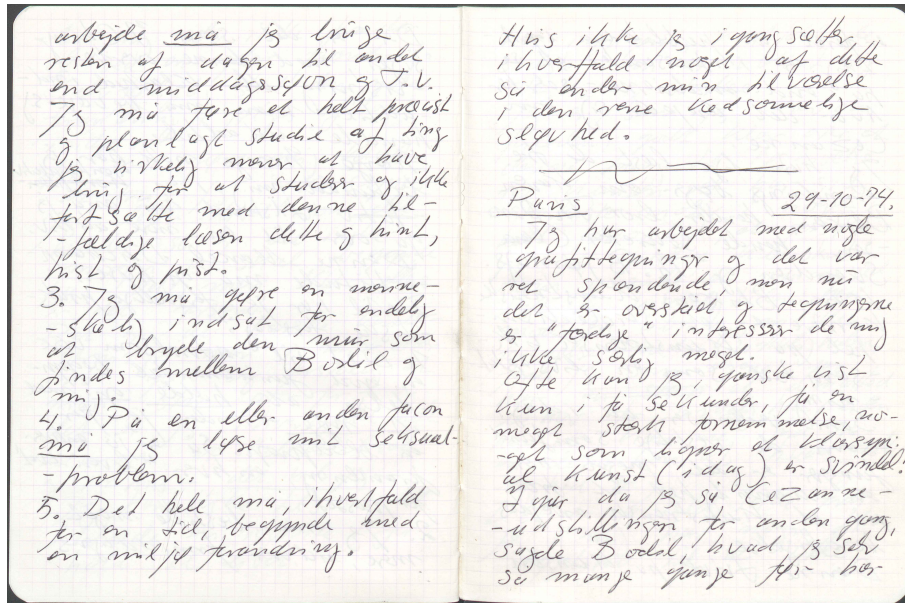 arbejde må jeg bruge
resten af dagen til andet
end middagssøvn og T.V.
Jeg må føre et helt præcist
og planlagt studie af ting
jeg virkelig mener at have
brug for at studere og ikke
fortsætte med denne til-
-fældige læsen dette og hint,
hist og pist.
3. Jeg må gøre en menne-
-skelig indsat for endelig
at bryde den mur som
findes mellem Bodil og
mig.
4. På en eller anden facon
må jeg løse mit seksual-
-problem.
5. Det hele må, ihvertfald
for en tid, begynde med
en miljø forandring.
Hvis ikke jeg igangsætter
ihvertfald noget af dette
så ender min tilværelse
i den rene kedsommelige
sløvhed.
Paris 29-10-74.
Jeg har arbejdet med nogle
grafittegninger og det var
ret spændende, men nu
det er overstået og tegningerne
er "færdige" interesserer de mig
ikke særlig meget.
Ofte kan jeg, ganske vist
kun i få sekunder, få en
meget stærk fornemmelse, no-
-get som ligner et klarsyn:
al kunst (idag) er svindel.
Igår da jeg så Cezanne-
-udstillingen for anden gang,
sagde Bodil, hvad jeg selv
så mange gange før har